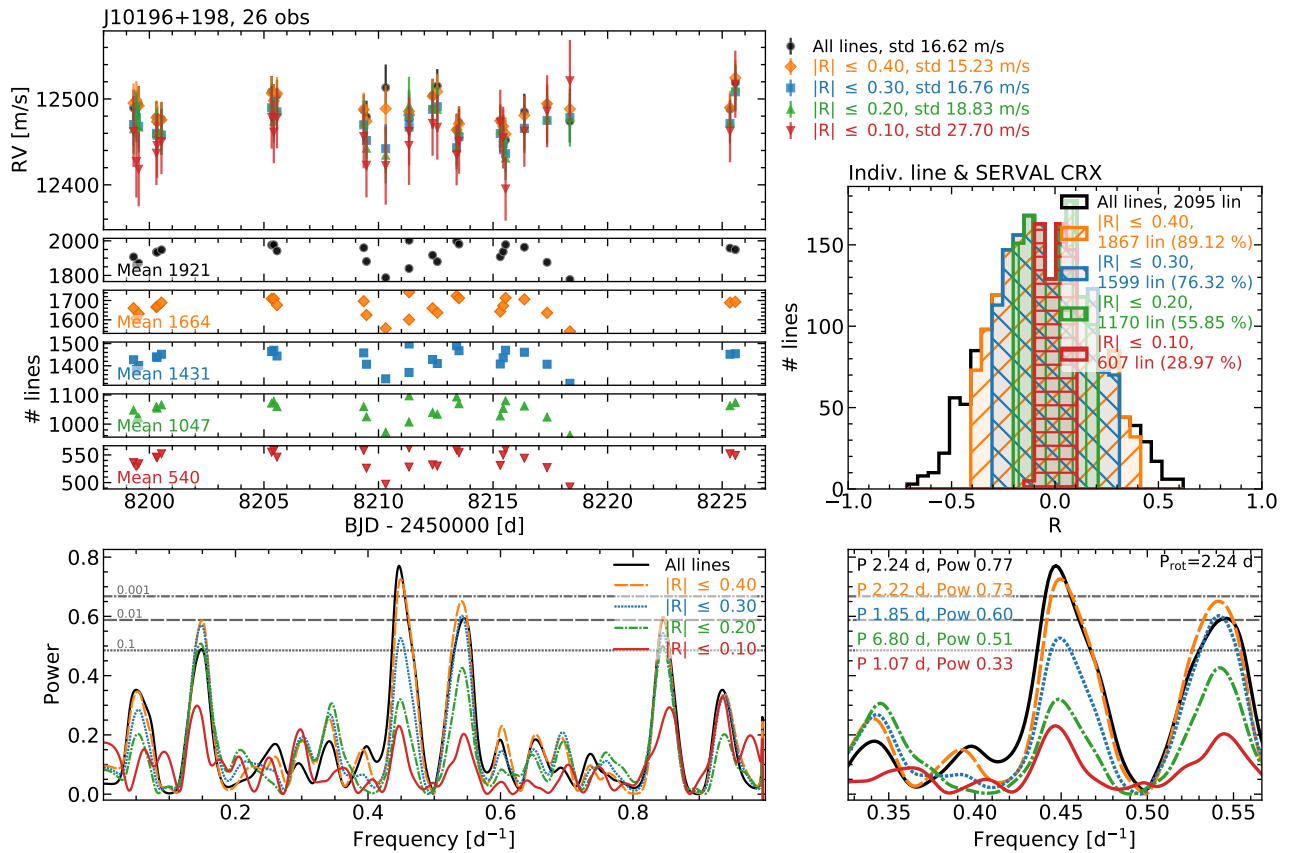 J10196+198, 26 obs
RV [m/s]
12500
12400
All lines, std 16.62 m/s
|R| ≤ 0.40, std 15.23 m/s
|R| ≤ 0.30, std 16.76 m/s
|R| ≤ 0.20, std 18.83 m/s
|R| ≤ 0.10, std 27.70 m/s
# lines
2000
1800
Mean 1921
1700
1600
Mean 1664
1500
1400
Mean 1431
1100
1000
Mean 1047
550
500
Mean 540
8200 8205 8210 8215 8220 8225
BJD - 2450000 [d]
Indiv. line & SERVAL CRX
# lines
150
100
50
0
All lines, 2095 lin
|R| ≤ 0.40,
1867 lin (89.12 %)
|R| ≤ 0.30,
1599 lin (76.32 %)
|R| ≤ 0.20,
1170 lin (55.85 %)
|R| ≤ 0.10,
607 lin (28.97 %)
−1.0 −0.5 0.0 0.5 1.0
R
Power
0.8
0.6
0.4
0.2
0.0
0.001
0.01
0.1
All lines
|R| ≤ 0.40
|R| ≤ 0.30
|R| ≤ 0.20
|R| ≤ 0.10
0.2 0.4 0.6 0.8
Frequency [d⁻¹]
P 2.24 d, Pow 0.77
P 2.22 d, Pow 0.73
P 1.85 d, Pow 0.60
P 6.80 d, Pow 0.51
P 1.07 d, Pow 0.33
P_rot=2.24 d
0.35 0.40 0.45 0.50 0.55
Frequency [d⁻¹]